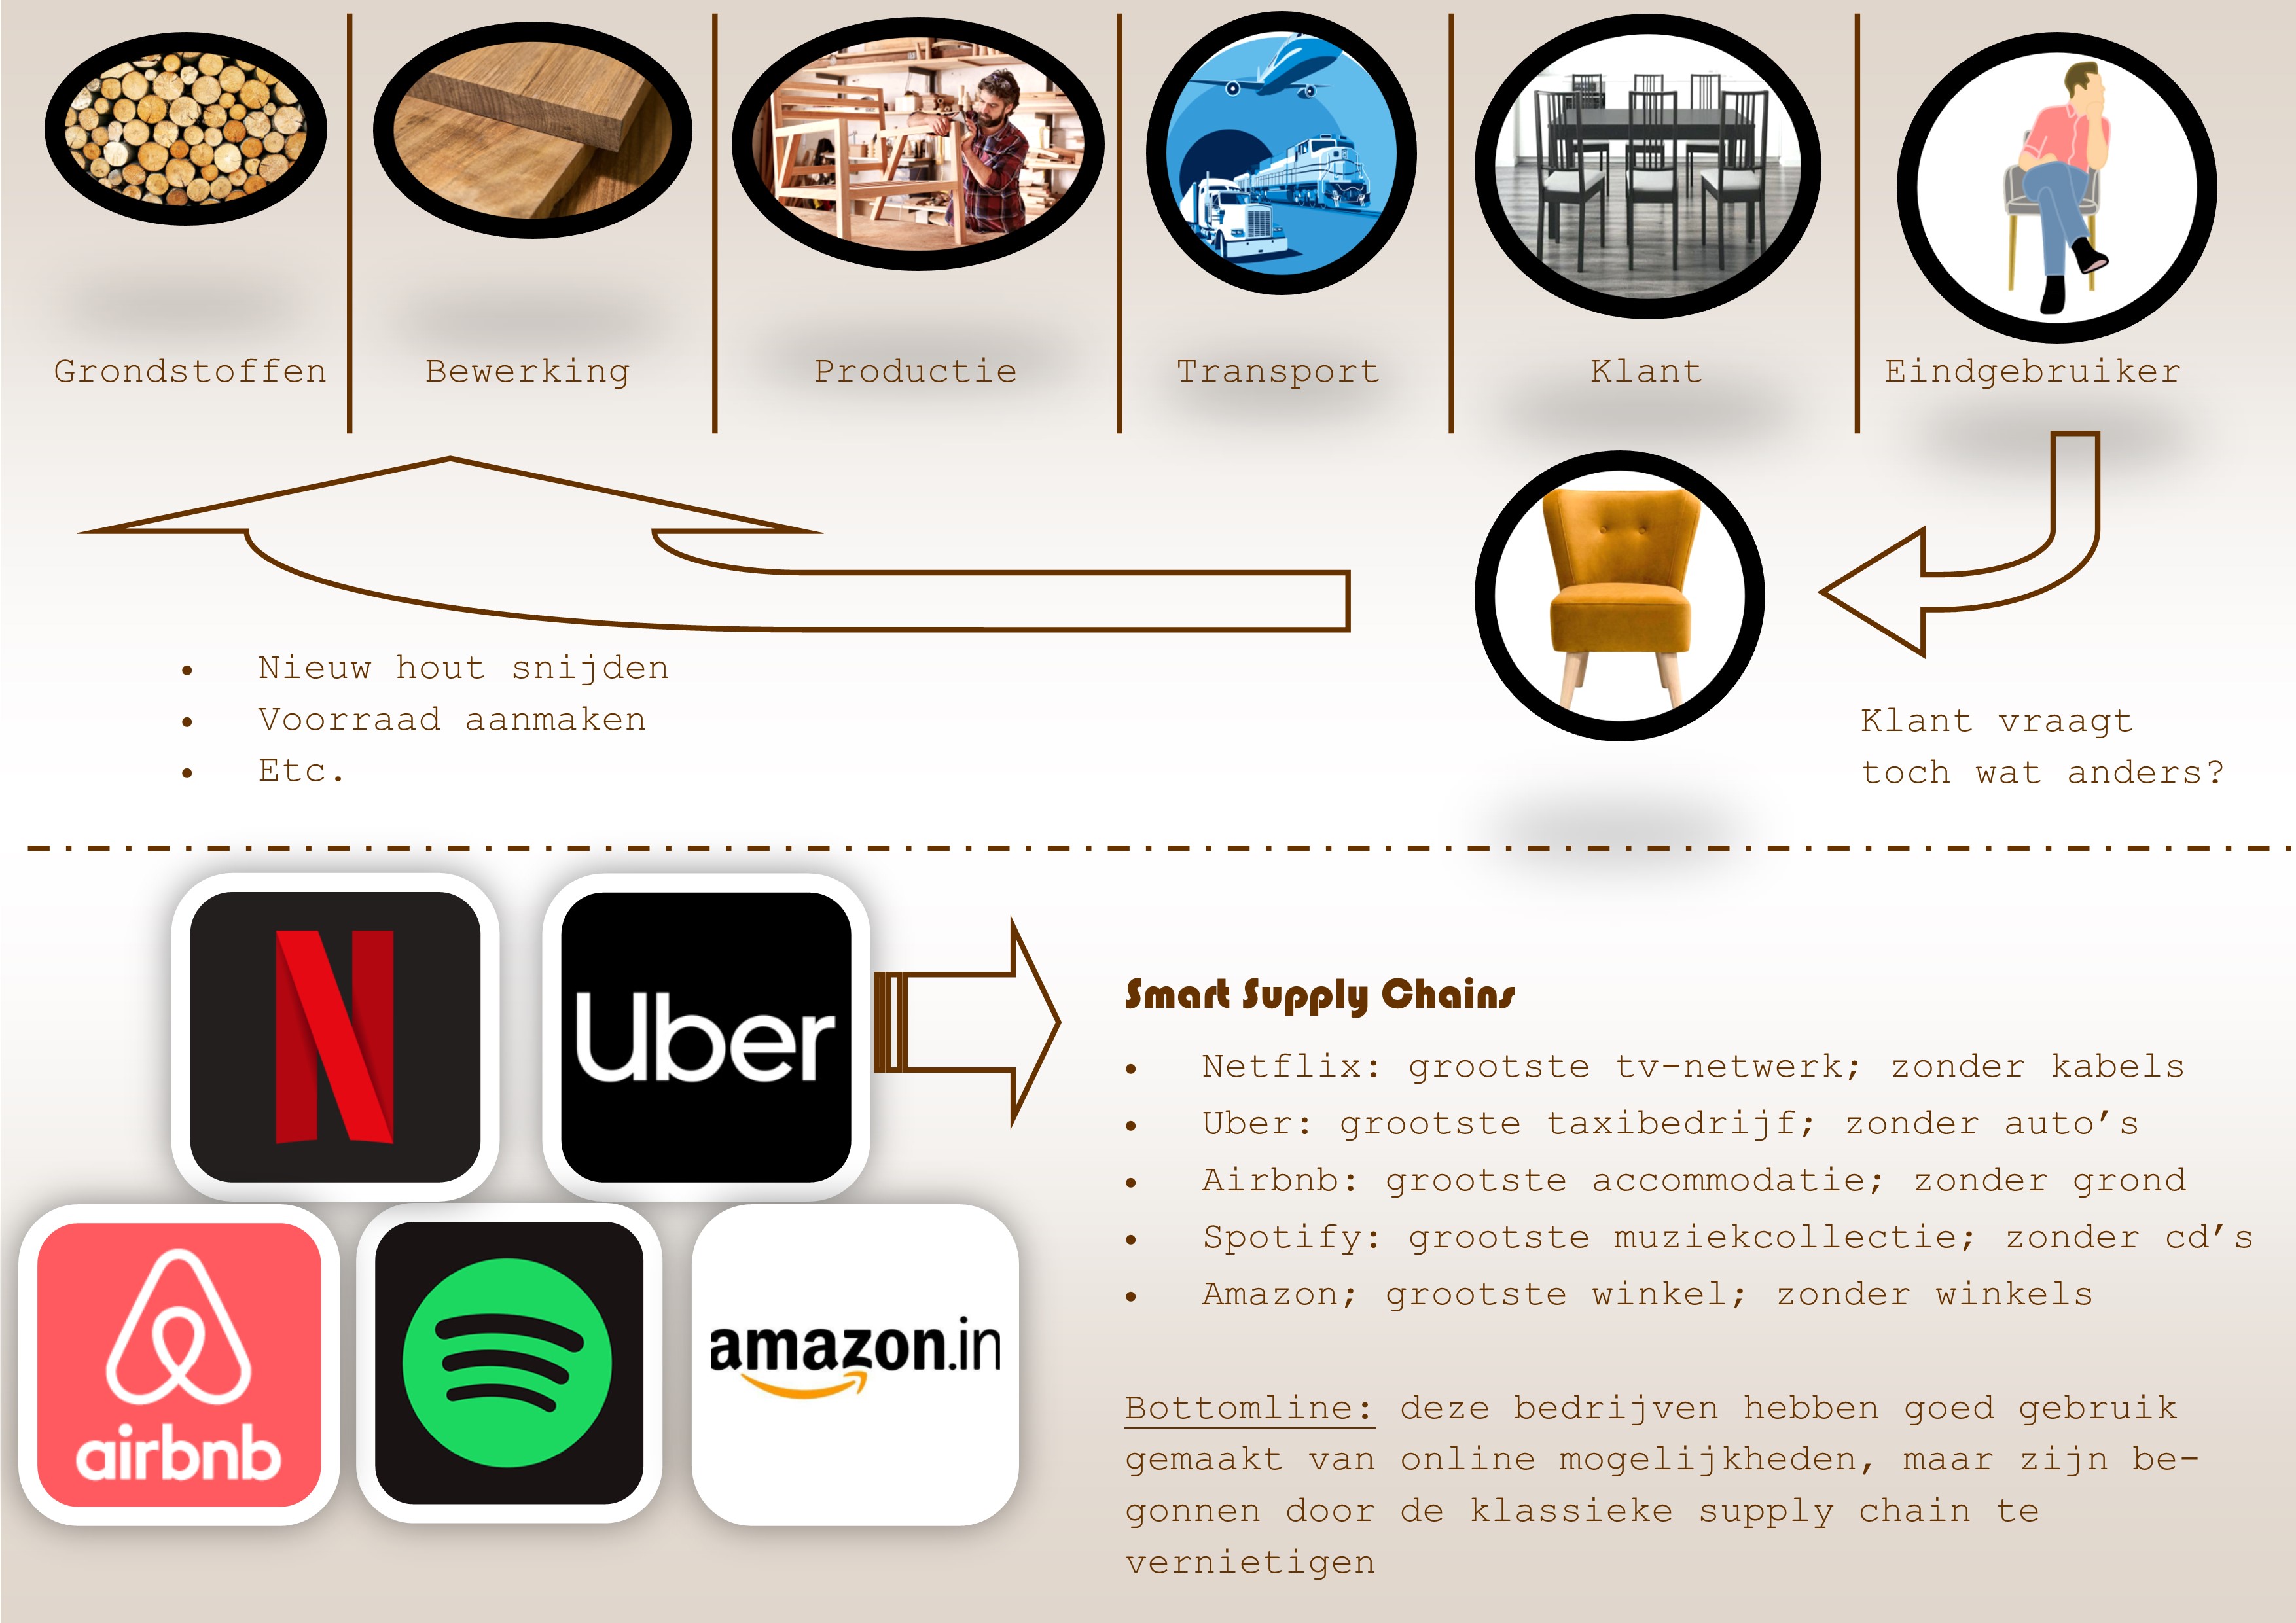 Grondstoffen
Bewerking
Productie
Transport
Klant
Eindgebruiker
• Nieuw hout snijden
• Voorraad aanmaken
• Etc.
Klant vraagt
toch wat anders?
Uber
airbnb
amazon.in
Smart Supply Chains
• Netflix: grootste tv-netwerk; zonder kabels
• Uber: grootste taxibedrijf; zonder auto’s
• Airbnb: grootste accommodatie; zonder grond
• Spotify: grootste muziekcollectie; zonder cd’s
• Amazon; grootste winkel; zonder winkels
Bottomline: deze bedrijven hebben goed gebruik
gemaakt van online mogelijkheden, maar zijn be-
gonnen door de klassieke supply chain te
vernietigen